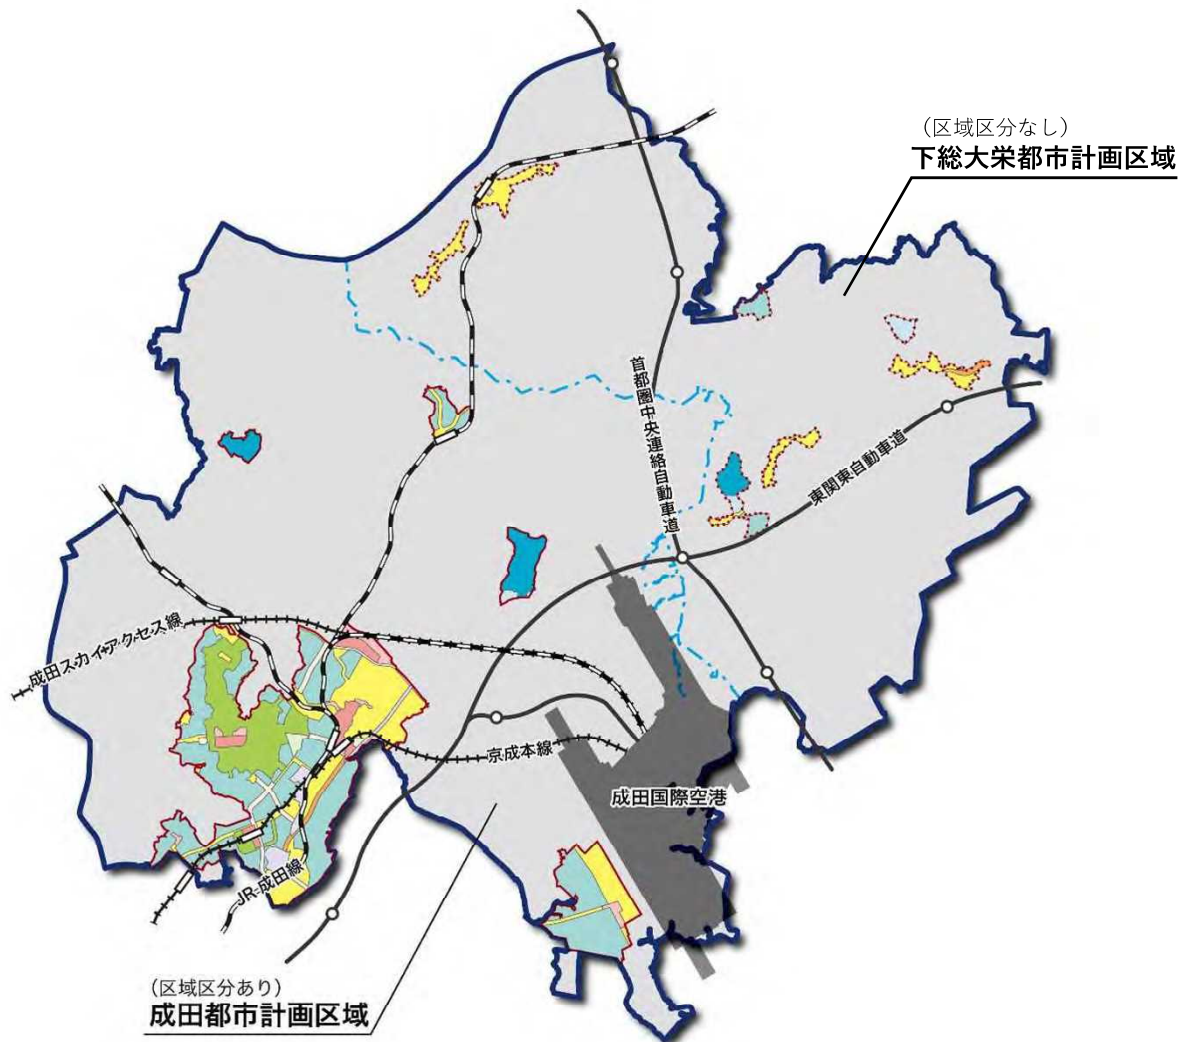 （区域区分なし）
下総大栄都市計画区域
首都圏中央連絡自動車道
東関東自動車道
成田スカイアクセス線
京成本線
成田国際空港
JR成田線
（区域区分あり）
成田都市計画区域